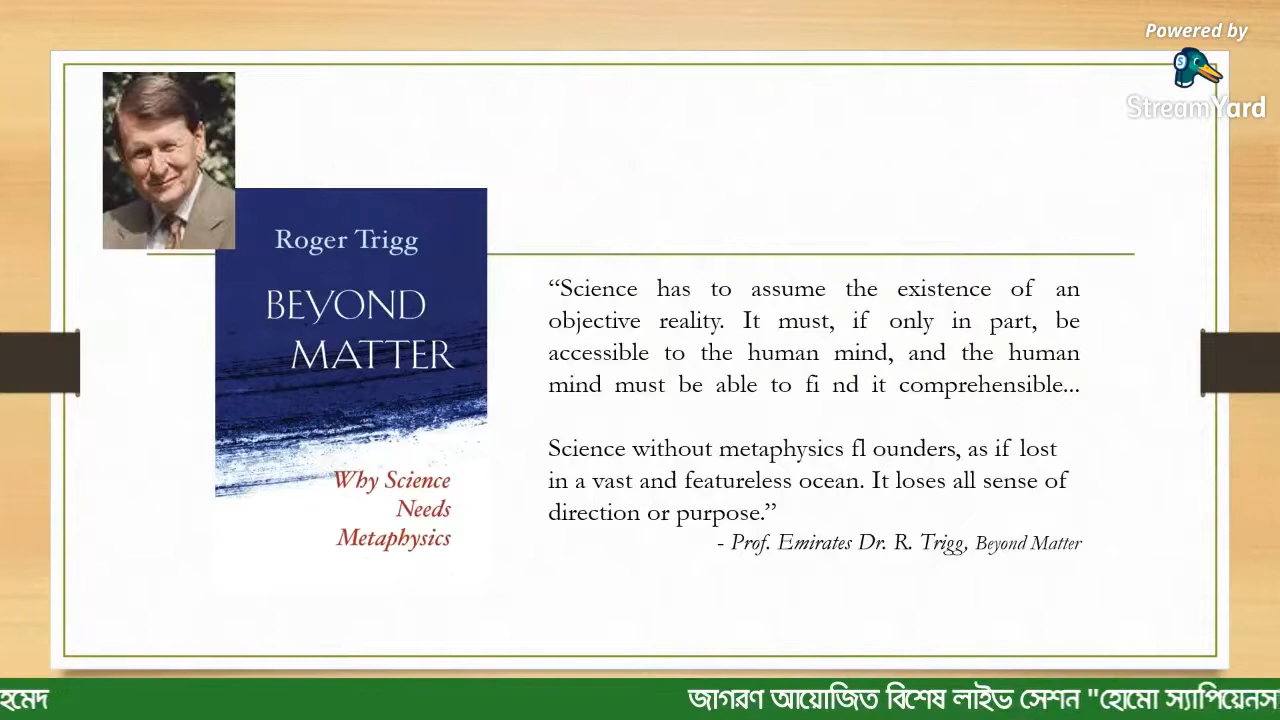 Powered by
StreamYard
Roger Trigg
BEYOND
MATTER
Why Science
Needs
Metaphysics
“Science has to assume the existence of an
objective reality. It must, if only in part, be
accessible to the human mind, and the human
mind must be able to fi nd it comprehensible...
Science without metaphysics fl ounders, as if lost
in a vast and featureless ocean. It loses all sense of
direction or purpose.”
- Prof. Emirates Dr. R. Trigg, Beyond Matter
হমেদ
জাগরণ আয়োজিত বিশেষ লাইভ সেশন "হোমো স্যাপিয়েনস